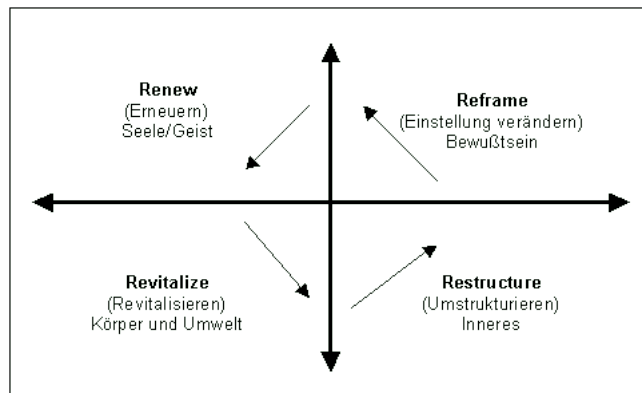 Renew
(Erneuern)
Seele/Geist
Reframe
(Einstellung verändern)
Bewußtsein
Revitalize
(Revitalisieren)
Körper und Umwelt
Restructure
(Umstrukturieren)
Inneres